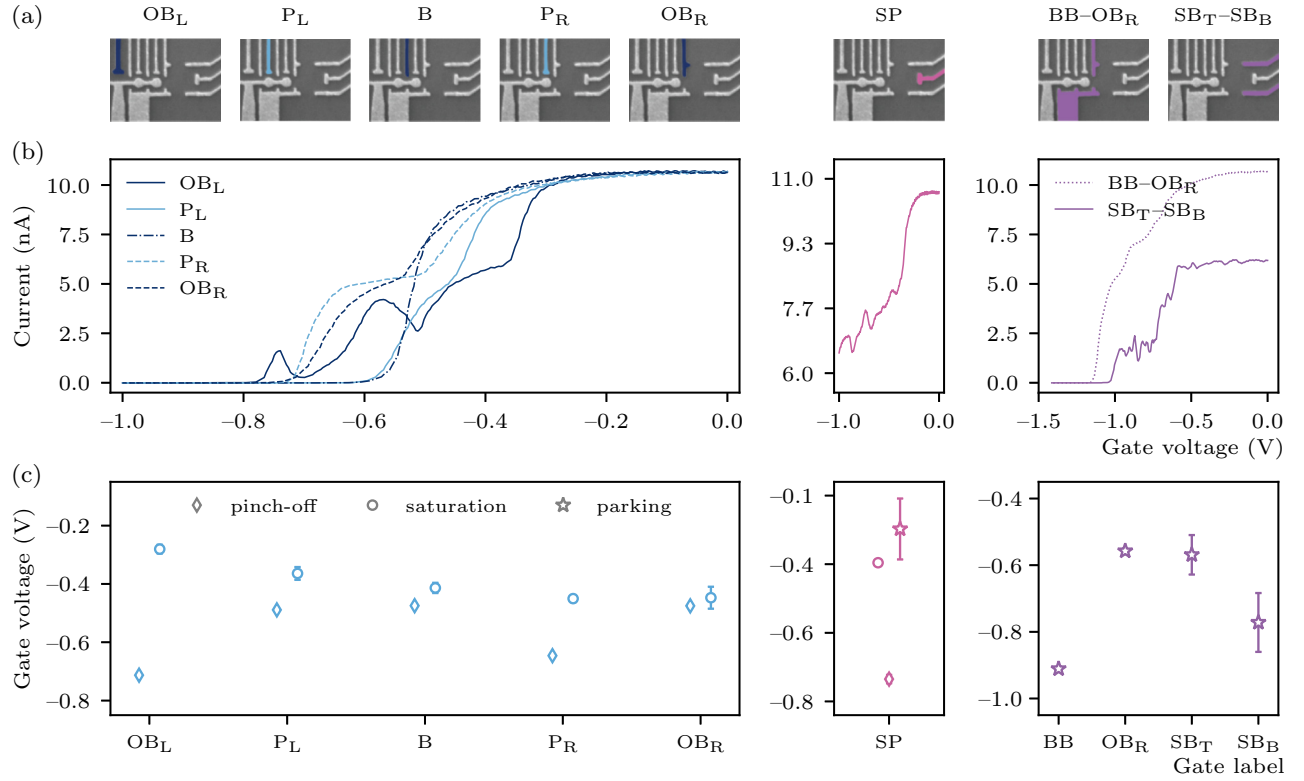 (a) OB_L P_L B P_R OB_R SP BB–OB_R SB_T–SB_B
(b)
Current (nA)
10.0
7.5
5.0
2.5
0.0
OB_L
P_L
B
P_R
OB_R
−1.0 −0.8 −0.6 −0.4 −0.2 0.0
11.0
9.3
7.7
6.0
−1.0 0.0
10.0
7.5
5.0
2.5
0.0
BB–OB_R
SB_T–SB_B
−1.5 −1.0 −0.5 0.0
Gate voltage (V)
(c)
Gate voltage (V)
−0.2
−0.4
−0.6
−0.8
pinch-off saturation parking
OB_L P_L B P_R OB_R
−0.1
−0.4
−0.6
−0.8
SP
−0.4
−0.6
−0.8
−1.0
BB OB_R SB_T SB_B
Gate label